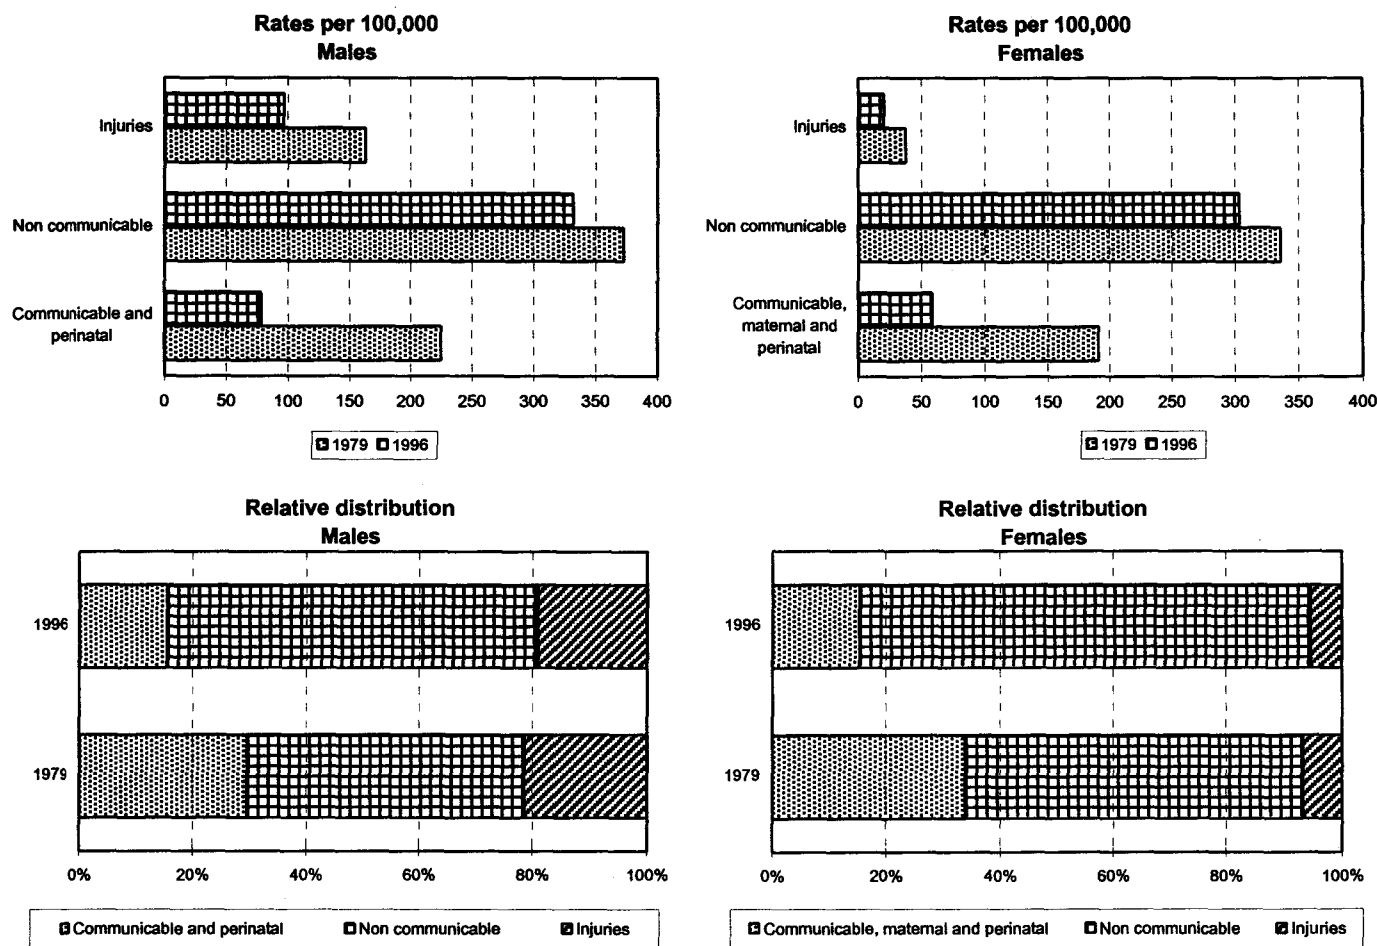 Rates per 100,000
Males
Injuries
Non communicable
Communicable and
perinatal
0 50 100 150 200 250 300 350 400
1979 1996
Rates per 100,000
Females
Injuries
Non communicable
Communicable,
maternal and
perinatal
0 50 100 150 200 250 300 350 400
1979 1996
Relative distribution
Males
1996
1979
0% 20% 40% 60% 80% 100%
Communicable and perinatal Non communicable Injuries
Relative distribution
Females
1996
1979
0% 20% 40% 60% 80% 100%
Communicable, maternal and perinatal Non communicable Injuries